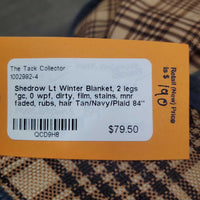 The Tack Collector
1002992-4
Shedrow Lt Winter Blanket, 2 legs
*gc, 0 wpf, dirty, film, stains, mnr
faded, rubs, hair Tan/Navy/Plaid 84"
OCD9H8
$79.50
Retail (New) Price
is $ 190